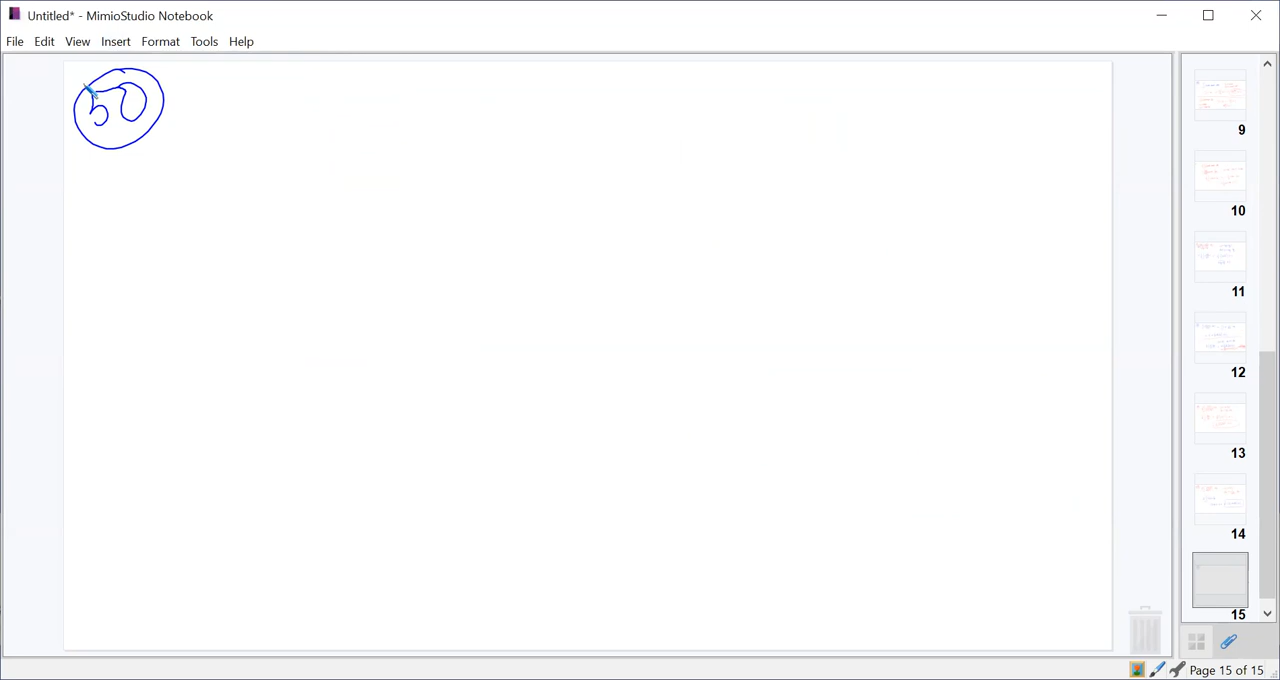 Untitled* - MimioStudio Notebook
File Edit View Insert Format Tools Help
50
9
10
11
12
13
14
15
Page 15 of 15